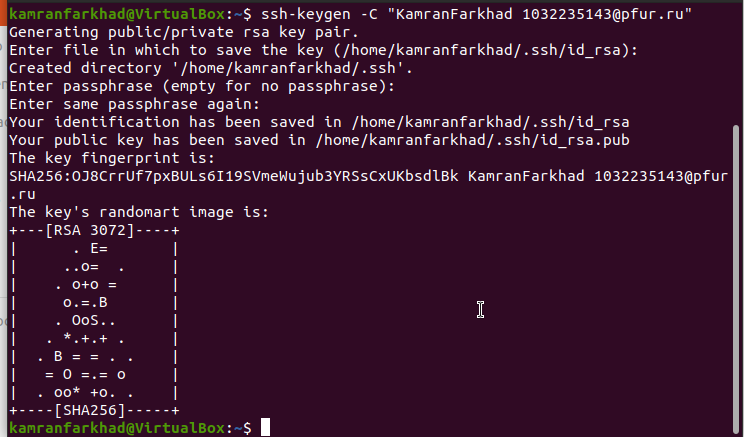 kamranfarkhad@VirtualBox:~$ ssh-keygen -C "KamranFarkhad 1032235143@pfur.ru"
Generating public/private rsa key pair.
Enter file in which to save the key (/home/kamranfarkhad/.ssh/id_rsa):
Created directory '/home/kamranfarkhad/.ssh'.
Enter passphrase (empty for no passphrase):
Enter same passphrase again:
Your identification has been saved in /home/kamranfarkhad/.ssh/id_rsa
Your public key has been saved in /home/kamranfarkhad/.ssh/id_rsa.pub
The key fingerprint is:
SHA256:OJ8CrrUf7pxBULs6I19SVmeWujub3YRSsCxUKbsdlBk KamranFarkhad 1032235143@pfur
.ru
The key's randomart image is:
+---[RSA 3072]----+
|      . E=       |
|     ..o=  .     |
|    . o+o =      |
|     o.=.B       |
|    . OoS..      |
|   . *.+.+ .     |
|  . B = = . .    |
|   = O =.= o     |
|  . oo* +o. .    |
+----[SHA256]-----+
kamranfarkhad@VirtualBox:~$